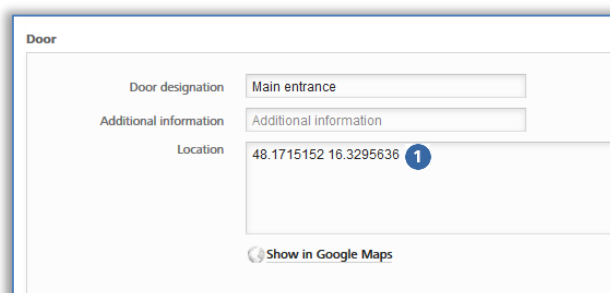 Door
Door designation Main entrance
Additional information Additional information
Location 48.1715152 16.3295636 1
Show in Google Maps